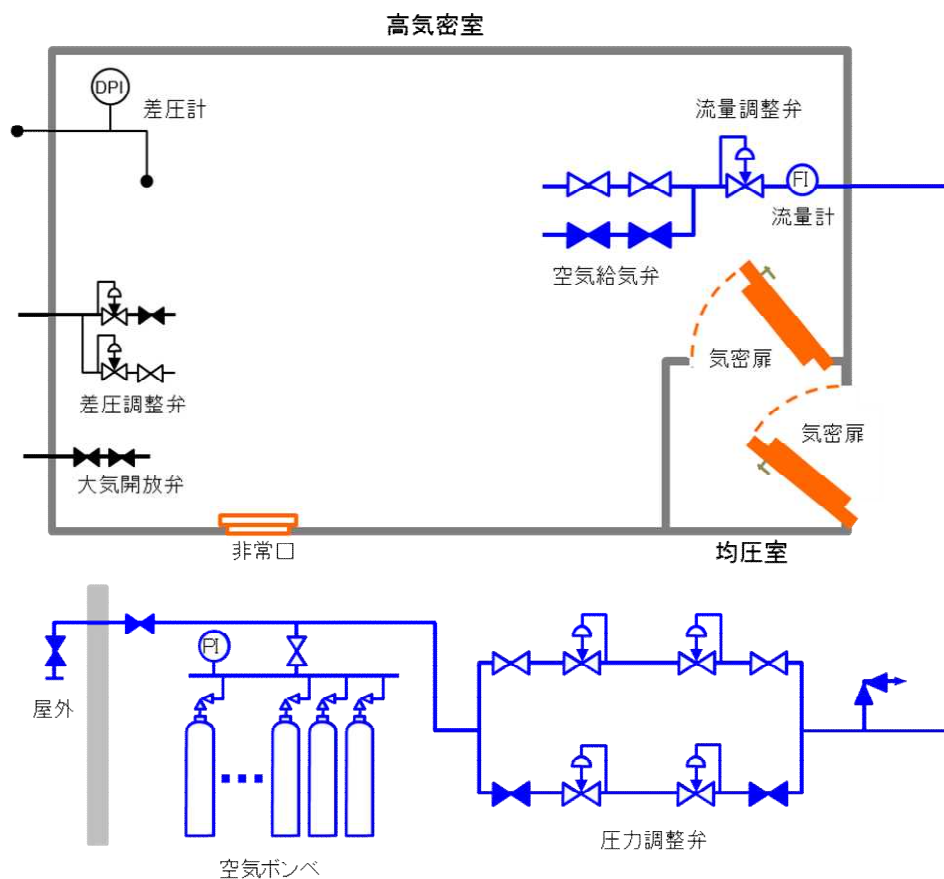 高気密室
DPI
差圧計
流量調整弁
FI
流量計
空気給気弁
気密扉
差圧調整弁
気密扉
大気開放弁
非常口
均圧室
PI
屋外
圧力調整弁
空気ボンベ